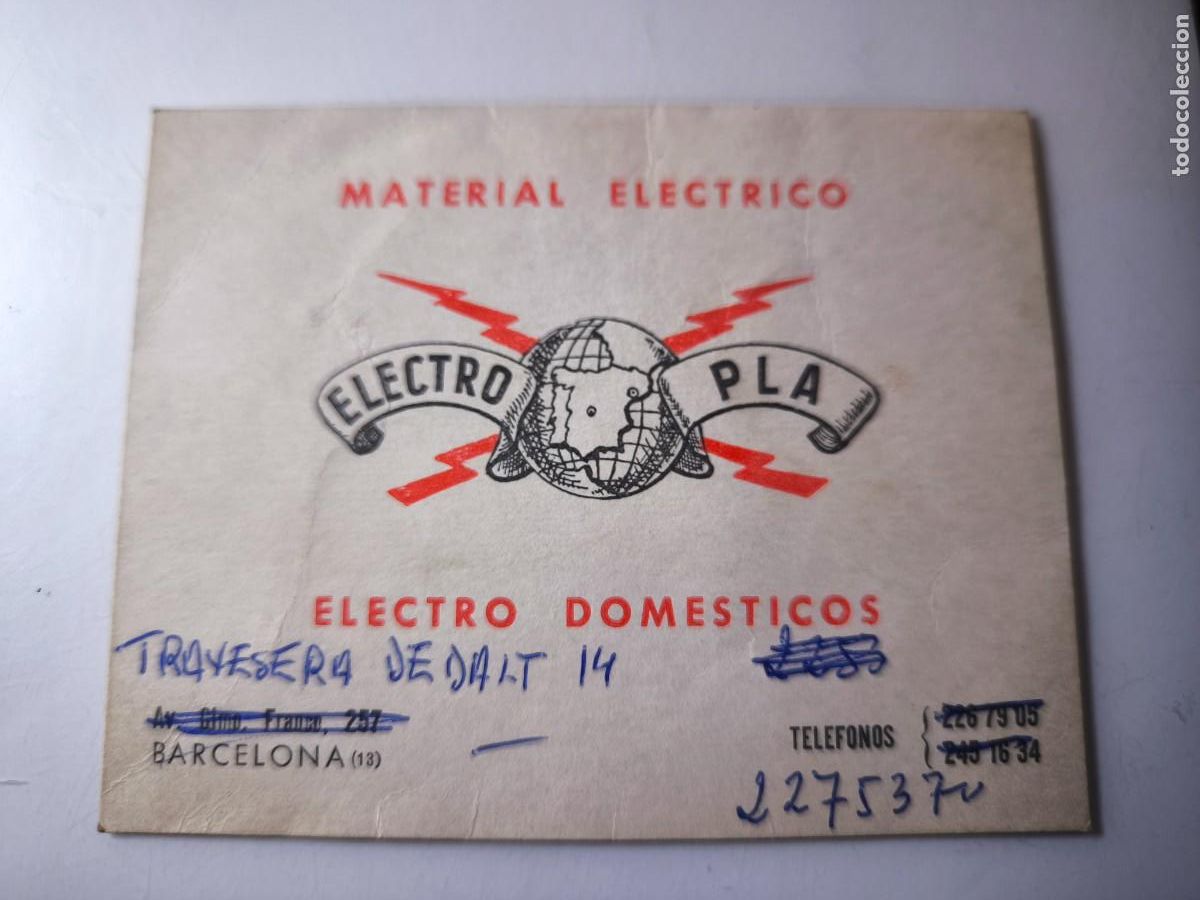 MATERIAL ELECTRICO
ELECTRO PLA
ELECTRO DOMESTICOS
TRAVESERA DE DALT 14
Av. Glmo. Franco, 257
BARCELONA (13)
TELEFONOS
226 79 05
245 16 34
2275370
todocoleccion